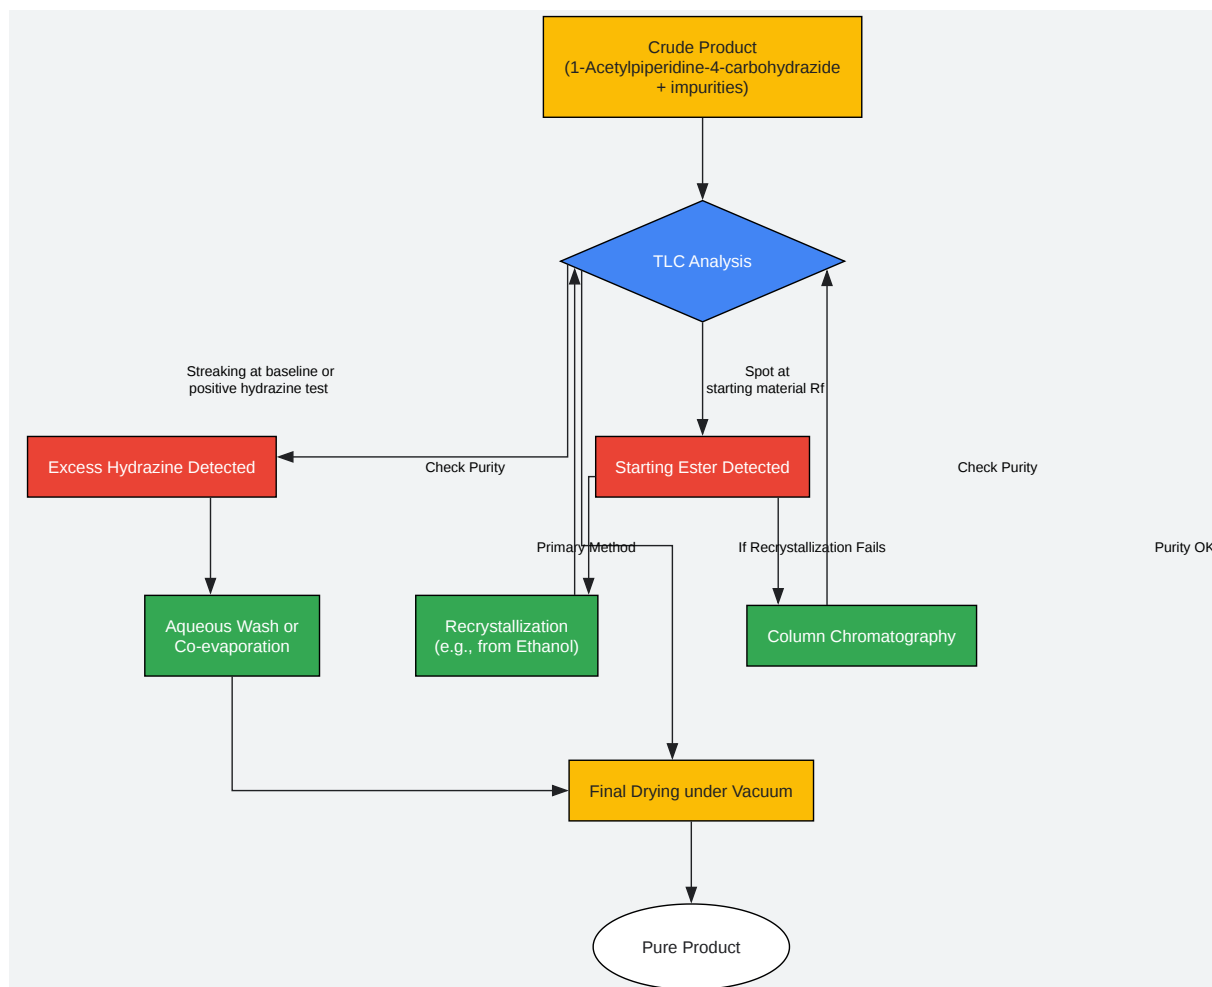 Crude Product
(1-Acetylpiperidine-4-carbohydrazide
+ impurities)
TLC Analysis
Streaking at baseline or
positive hydrazine test
Spot at
starting material Rf
Excess Hydrazine Detected
Check Purity
Starting Ester Detected
Check Purity
Primary Method
If Recrystallization Fails
Purity OK
Aqueous Wash or
Co-evaporation
Recrystallization
(e.g., from Ethanol)
Column Chromatography
Final Drying under Vacuum
Pure Product